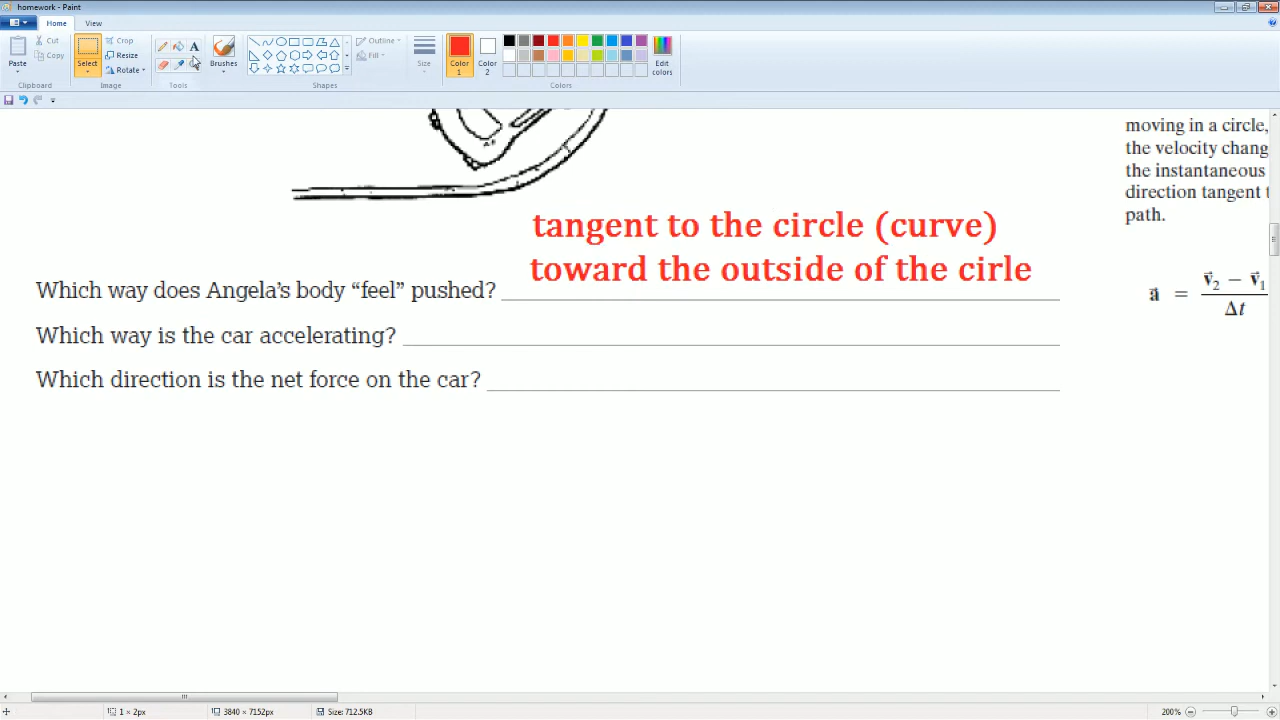 homework - Paint
Home
View
Paste
Cut
Copy
Clipboard
Select
Crop
Resize
Rotate
Image
A
Tools
Brushes
Outline
Fill
Shapes
Size
Color 1
Color 2
Edit colors
Colors
moving in a circle,
the velocity chang
the instantaneous
direction tangent t
path.
tangent to the circle (curve)
toward the outside of the cirle
Which way does Angela's body “feel” pushed?
Which way is the car accelerating?
Which direction is the net force on the car?
a⃗ = (v⃗₂ − v⃗₁) / Δt
1 × 2px
3840 × 7152px
Size: 712.5KB
200%